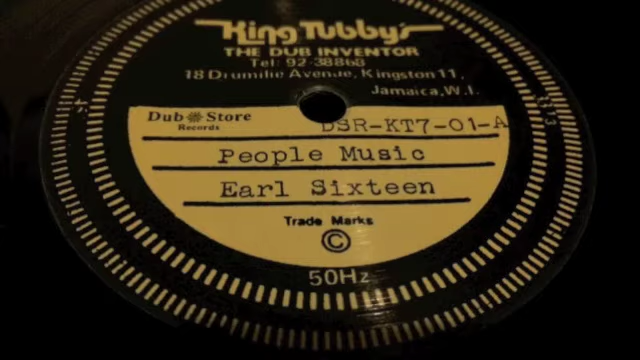 King Tubby's
THE DUB INVENTOR
Tel: 92-38868
18 Drumilie Avenue, Kingston 11,
Jamaica, W.I.
Dub Store
Records
DSR-KT7-01-A
People Music
Earl Sixteen
Trade Marks
©
50Hz